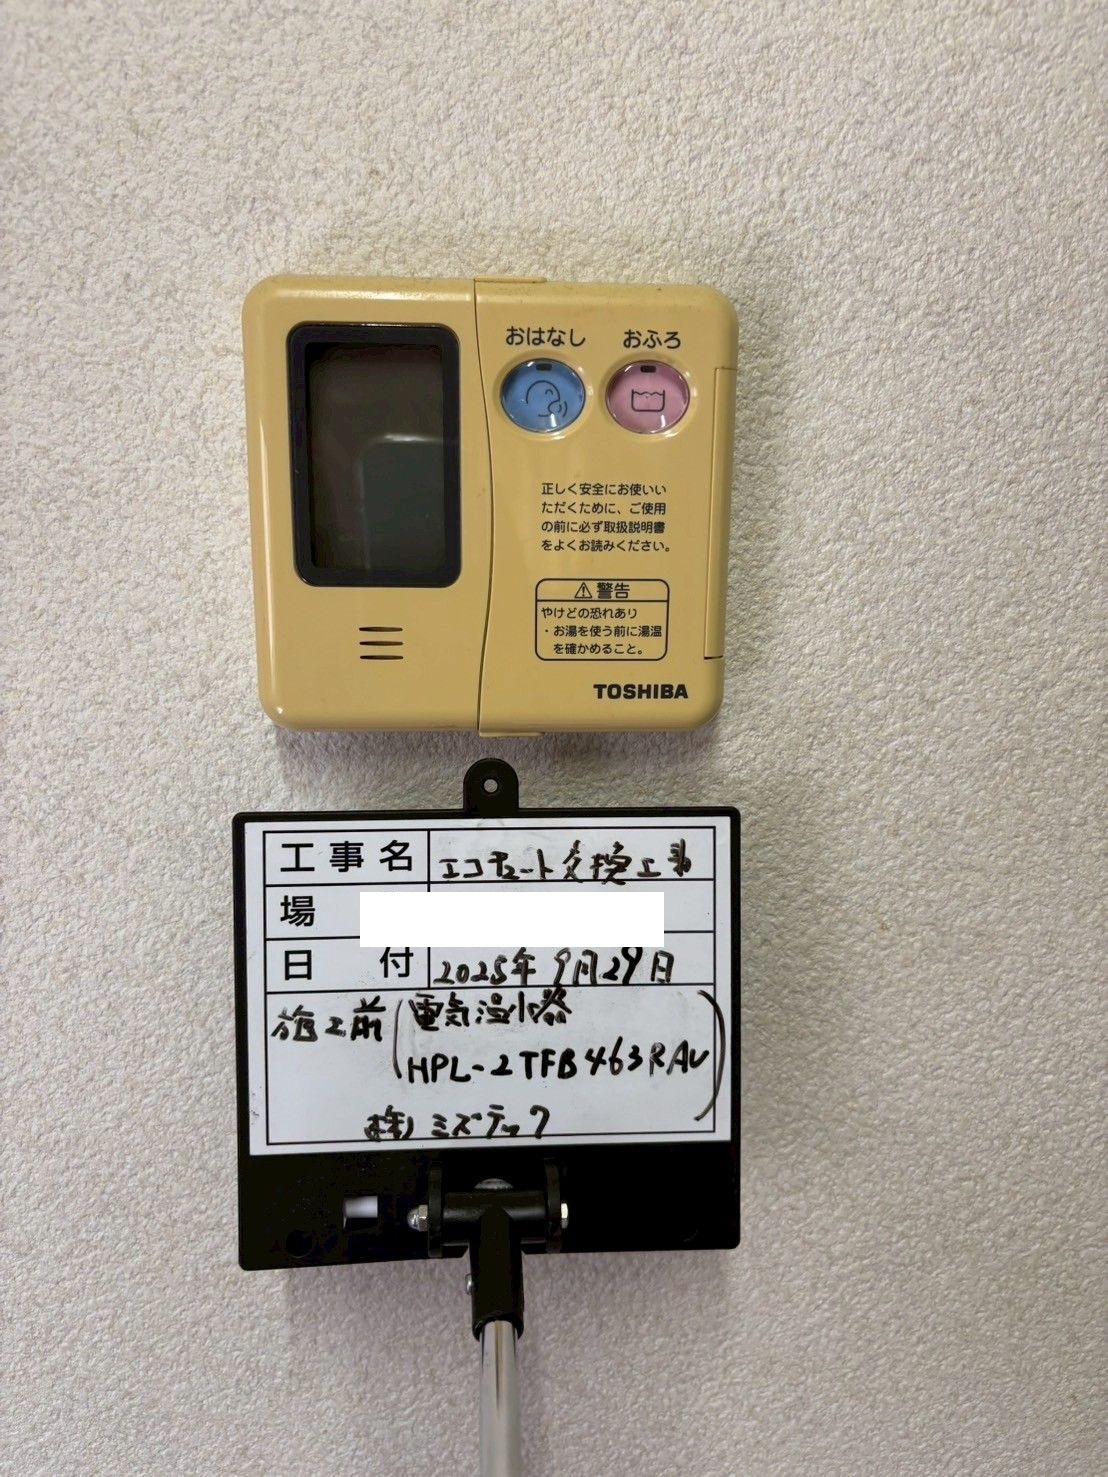 おはなし おふろ
正しく安全にお使いい
ただくために、ご使用
の前に必ず取扱説明書
をよくお読みください。
⚠警告
やけどの恐れあり
・お湯を使う前に湯温
を確かめること。
TOSHIBA
工事名 エコキュート交換工事
場
日付 2025年9月29日
施工前(電気温水器
HPL-2TFB463RAU)
(株)ミズテック